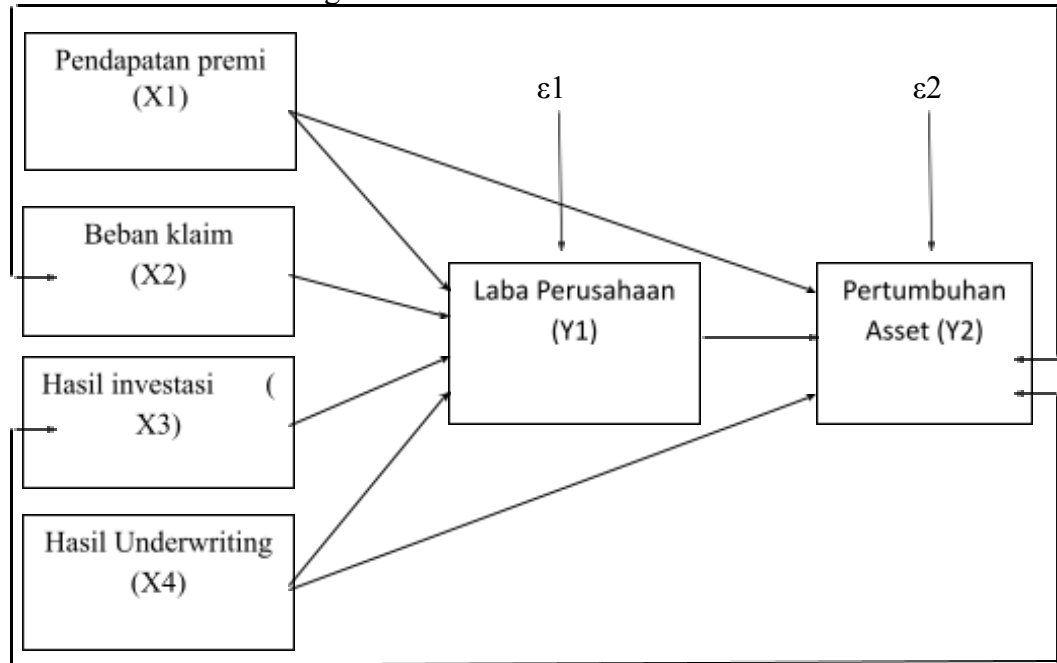 Pendapatan premi
(X1)
ε1
ε2
Beban klaim
(X2)
Laba Perusahaan
(Y1)
Pertumbuhan
Asset (Y2)
Hasil investasi (
X3)
Hasil Underwriting
(X4)